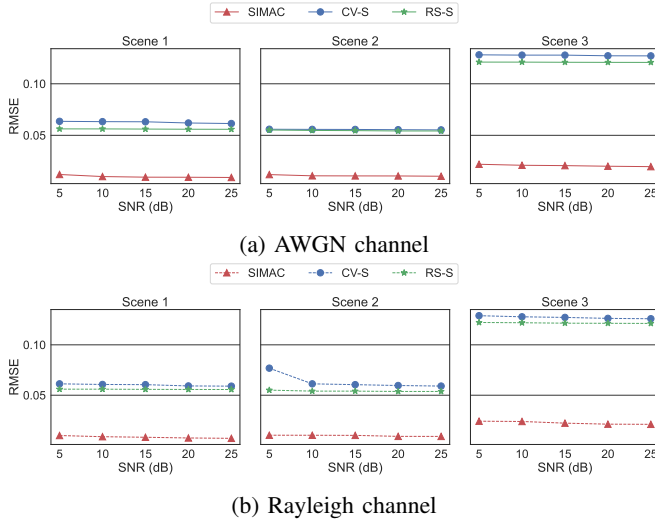 SIMAC CV-S RS-S
Scene 1 Scene 2 Scene 3
RMSE
0.10
0.05
5 10 15 20 25 5 10 15 20 25 5 10 15 20 25
SNR (dB) SNR (dB) SNR (dB)
(a) AWGN channel
SIMAC CV-S RS-S
Scene 1 Scene 2 Scene 3
RMSE
0.10
0.05
5 10 15 20 25 5 10 15 20 25 5 10 15 20 25
SNR (dB) SNR (dB) SNR (dB)
(b) Rayleigh channel